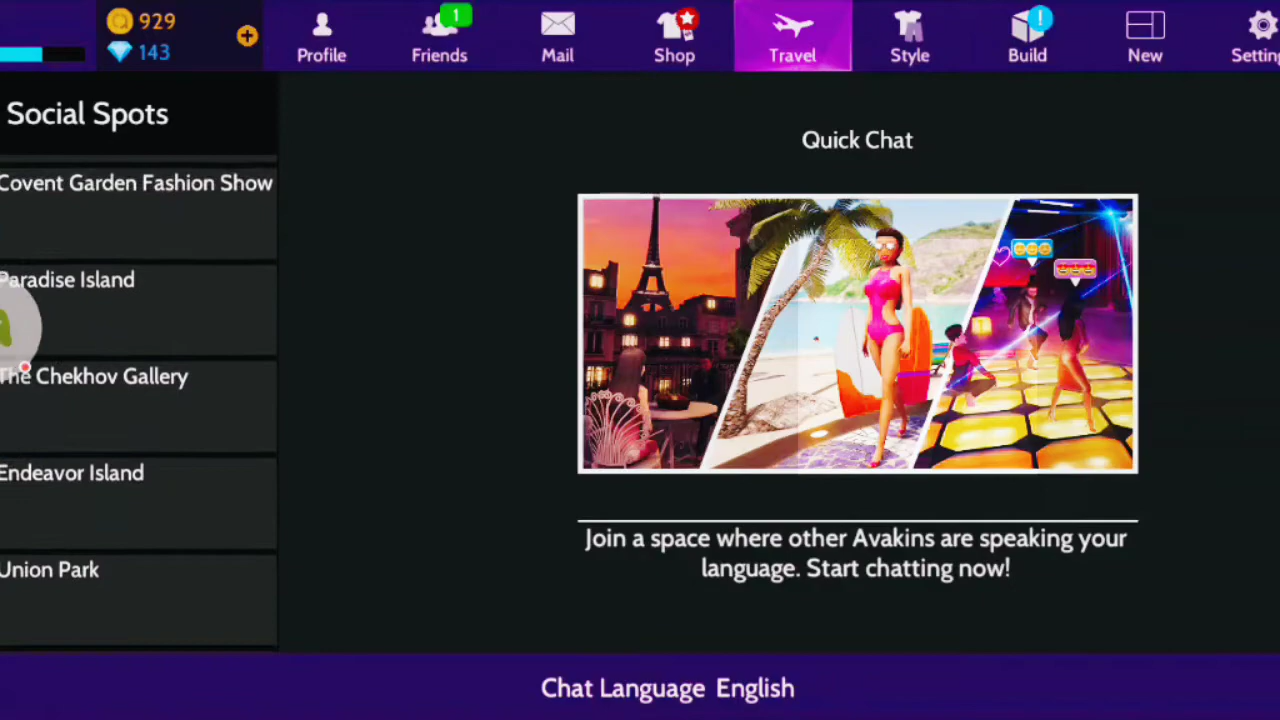 929
143
Profile
1
Friends
Mail
Shop
Travel
Style
!
Build
New
Setting
Social Spots
Covent Garden Fashion Show
Paradise Island
The Chekhov Gallery
Endeavor Island
Union Park
Quick Chat
Join a space where other Avakins are speaking your
language. Start chatting now!
Chat Language English